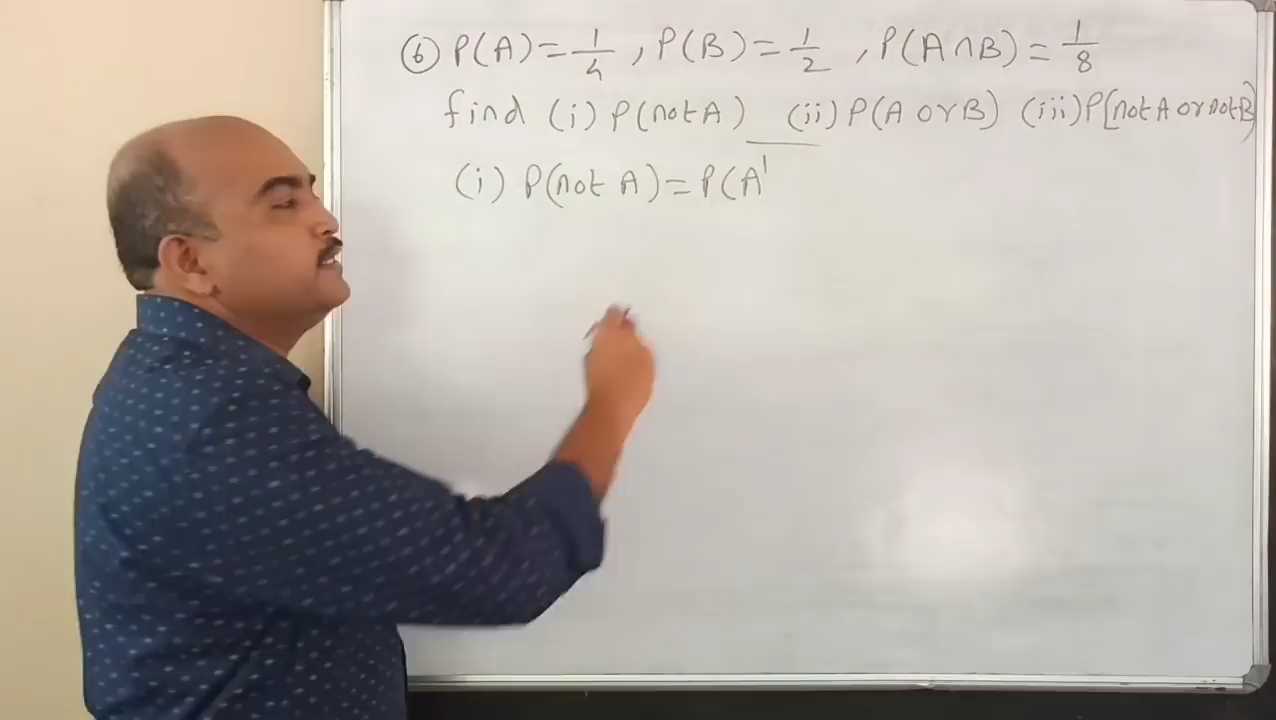 ⑥ P(A) = 1/4 , P(B) = 1/2 , P(A∩B) = 1/8
find (i) P(not A) (ii) P(A or B) (iii) P[not A or not B]
(i) P(not A) = P(A'